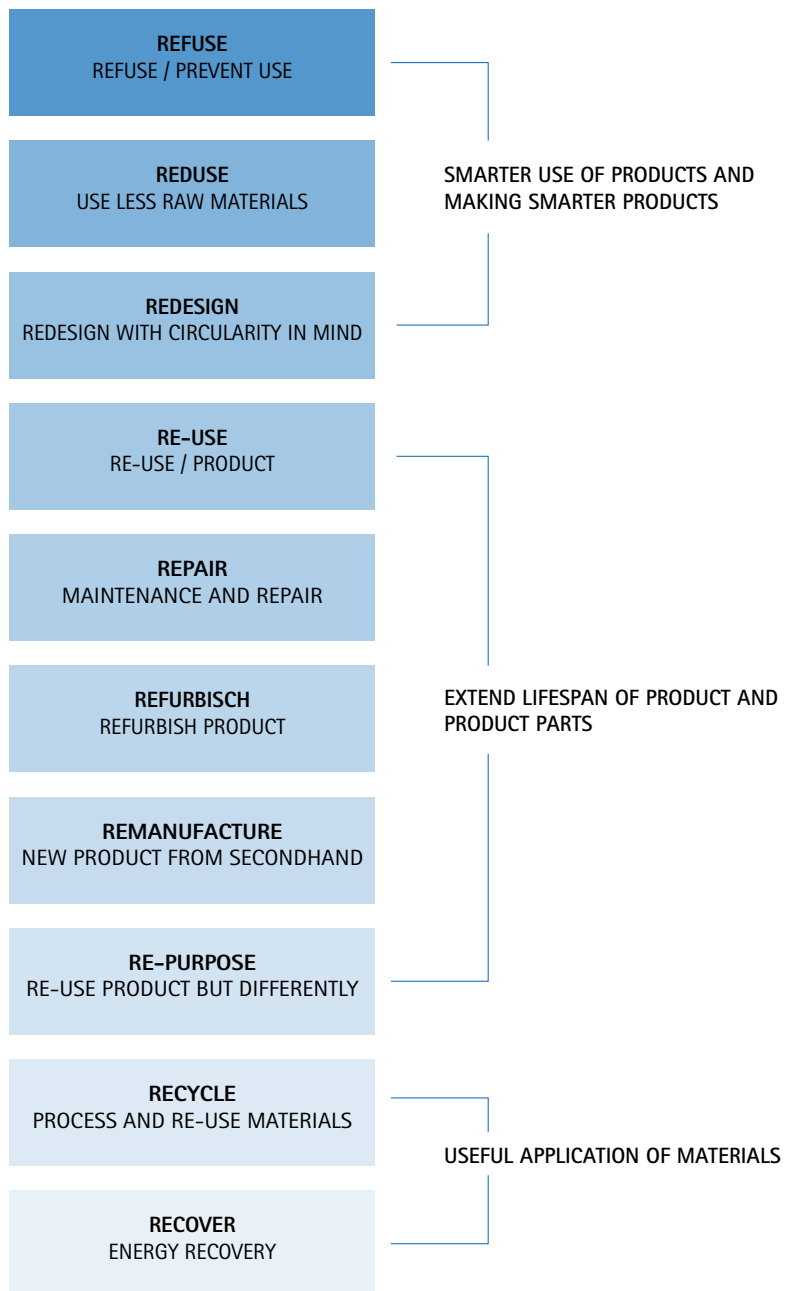 REFUSE
REFUSE / PREVENT USE
REDUSE
USE LESS RAW MATERIALS
REDESIGN
REDESIGN WITH CIRCULARITY IN MIND
SMARTER USE OF PRODUCTS AND
MAKING SMARTER PRODUCTS
RE-USE
RE-USE / PRODUCT
REPAIR
MAINTENANCE AND REPAIR
REFURBISCH
REFURBISH PRODUCT
REMANUFACTURE
NEW PRODUCT FROM SECONDHAND
RE-PURPOSE
RE-USE PRODUCT BUT DIFFERENTLY
EXTEND LIFESPAN OF PRODUCT AND
PRODUCT PARTS
RECYCLE
PROCESS AND RE-USE MATERIALS
RECOVER
ENERGY RECOVERY
USEFUL APPLICATION OF MATERIALS